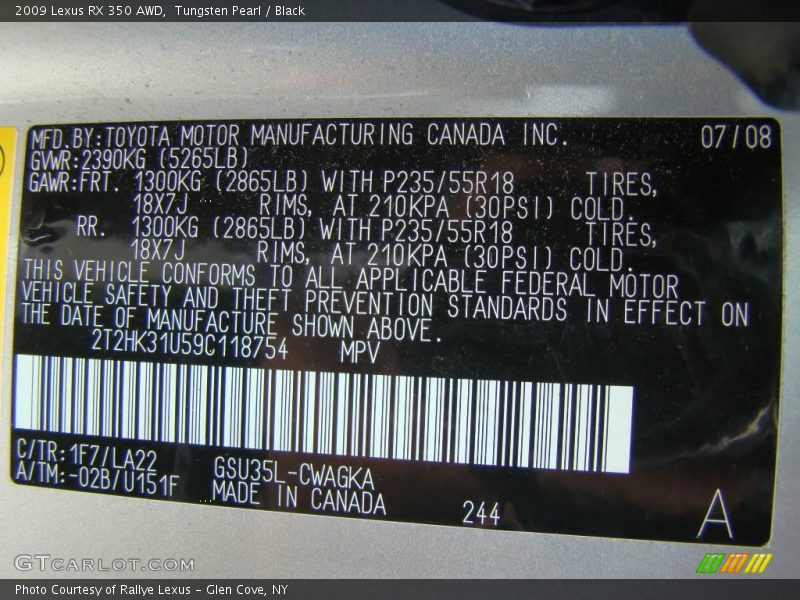 2009 Lexus RX 350 AWD,  Tungsten Pearl / Black
MFD.BY:TOYOTA MOTOR MANUFACTURING CANADA INC. 07/08
GVWR:2390KG (5265LB)
GAWR:FRT. 1300KG (2865LB) WITH P235/55R18 TIRES,
18X7J RIMS, AT 210KPA (30PSI) COLD.
RR. 1300KG (2865LB) WITH P235/55R18 TIRES,
18X7J RIMS, AT 210KPA (30PSI) COLD.
THIS VEHICLE CONFORMS TO ALL APPLICABLE FEDERAL MOTOR
VEHICLE SAFETY AND THEFT PREVENTION STANDARDS IN EFFECT ON
THE DATE OF MANUFACTURE SHOWN ABOVE.
2T2HK31U59C118754 MPV
C/TR:1F7/LA22 GSU35L-CWAGKA
A/TM:-02B/U151F MADE IN CANADA 244 A
GTCARLOT.COM
Photo Courtesy of Rallye Lexus - Glen Cove, NY